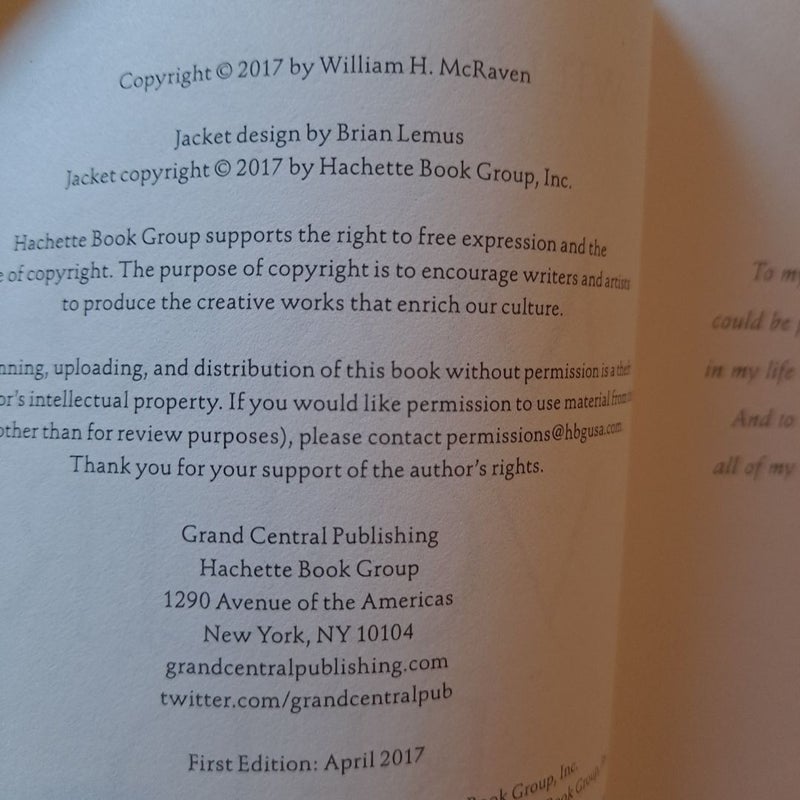 Copyright © 2017 by William H. McRaven
Jacket design by Brian Lemus
Jacket copyright © 2017 by Hachette Book Group, Inc.
Hachette Book Group supports the right to free expression and the
of copyright. The purpose of copyright is to encourage writers and artists
to produce the creative works that enrich our culture.
uploading, and distribution of this book without permission is a theft
intellectual property. If you would like permission to use material from
other than for review purposes), please contact permissions@hbgusa.com.
Thank you for your support of the author's rights.
Grand Central Publishing
Hachette Book Group
1290 Avenue of the Americas
New York, NY 10104
grandcentralpublishing.com
twitter.com/grandcentralpub
First Edition: April 2017
Book Group, Inc.
Book Group,
To my
could be
in my life
And to
all of my